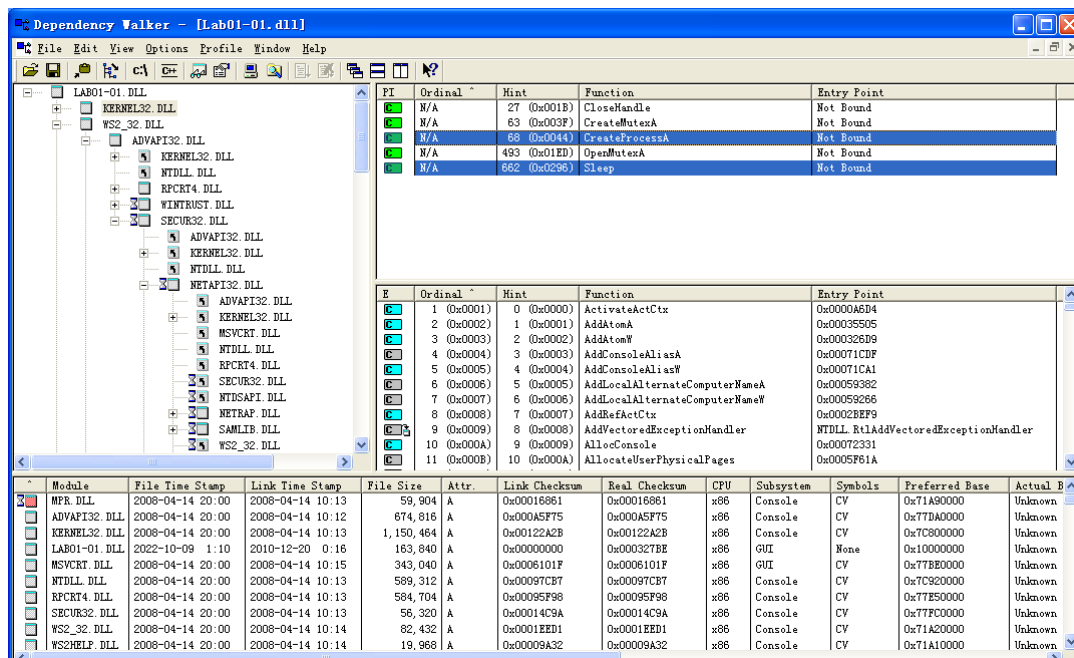 Dependency Walker - [Lab01-01.dll]
File Edit View Options Profile Window Help
C:\ C++
LAB01-01.DLL
KERNEL32.DLL
WS2_32.DLL
ADVAPI32.DLL
KERNEL32.DLL
NTDLL.DLL
RPCRT4.DLL
WINTRUST.DLL
SECUR32.DLL
ADVAPI32.DLL
KERNEL32.DLL
NTDLL.DLL
NETAPI32.DLL
ADVAPI32.DLL
KERNEL32.DLL
MSVCRT.DLL
NTDLL.DLL
RPCRT4.DLL
SECUR32.DLL
NTDSAPI.DLL
NETRAP.DLL
SAMLIB.DLL
WS2_32.DLL
PI Ordinal ^ Hint Function Entry Point
C N/A 27 (0x001B) CloseHandle Not Bound
C N/A 63 (0x003F) CreateMutexA Not Bound
C N/A 68 (0x0044) CreateProcessA Not Bound
C N/A 493 (0x01ED) OpenMutexA Not Bound
C N/A 662 (0x0296) Sleep Not Bound
E Ordinal ^ Hint Function Entry Point
C 1 (0x0001) 0 (0x0000) ActivateActCtx 0x0000A6D4
C 2 (0x0002) 1 (0x0001) AddAtomA 0x00035505
C 3 (0x0003) 2 (0x0002) AddAtomW 0x000326D9
C 4 (0x0004) 3 (0x0003) AddConsoleAliasA 0x00071CDF
C 5 (0x0005) 4 (0x0004) AddConsoleAliasW 0x00071CA1
C 6 (0x0006) 5 (0x0005) AddLocalAlternateComputerNameA 0x00059382
C 7 (0x0007) 6 (0x0006) AddLocalAlternateComputerNameW 0x00059266
C 8 (0x0008) 7 (0x0007) AddRefActCtx 0x0002BEF9
C 9 (0x0009) 8 (0x0008) AddVectoredExceptionHandler NTDLL.RtlAddVectoredExceptionHandler
C 10 (0x000A) 9 (0x0009) AllocConsole 0x00072331
C 11 (0x000B) 10 (0x000A) AllocateUserPhysicalPages 0x0005F61A
^ Module File Time Stamp Link Time Stamp File Size Attr. Link Checksum Real Checksum CPU Subsystem Symbols Preferred Base Actual B
MPR.DLL 2008-04-14 20:00 2008-04-14 10:13 59,904 A 0x00016861 0x00016861 x86 Console CV 0x71A90000 Unknown
ADVAPI32.DLL 2008-04-14 20:00 2008-04-14 10:12 674,816 A 0x000A5F75 0x000A5F75 x86 Console CV 0x77DA0000 Unknown
KERNEL32.DLL 2008-04-14 20:00 2008-04-14 10:13 1,150,464 A 0x00122A2B 0x00122A2B x86 Console CV 0x7C800000 Unknown
LAB01-01.DLL 2022-10-09 1:10 2010-12-20 0:16 163,840 A 0x00000000 0x000327BE x86 GUI None 0x10000000 Unknown
MSVCRT.DLL 2008-04-14 20:00 2008-04-14 10:15 343,040 A 0x0006101F 0x0006101F x86 GUI CV 0x77BE0000 Unknown
NTDLL.DLL 2008-04-14 20:00 2008-04-14 10:13 589,312 A 0x00097CB7 0x00097CB7 x86 Console CV 0x7C920000 Unknown
RPCRT4.DLL 2008-04-14 20:00 2008-04-14 10:13 584,704 A 0x00095F98 0x00095F98 x86 Console CV 0x77E50000 Unknown
SECUR32.DLL 2008-04-14 20:00 2008-04-14 10:13 56,320 A 0x00014C9A 0x00014C9A x86 Console CV 0x77FC0000 Unknown
WS2_32.DLL 2008-04-14 20:00 2008-04-14 10:14 82,432 A 0x0001EED1 0x0001EED1 x86 Console CV 0x71A20000 Unknown
WS2HELP.DLL 2008-04-14 20:00 2008-04-14 10:14 19,968 A 0x00009A32 0x00009A32 x86 Console CV 0x71A10000 Unknown